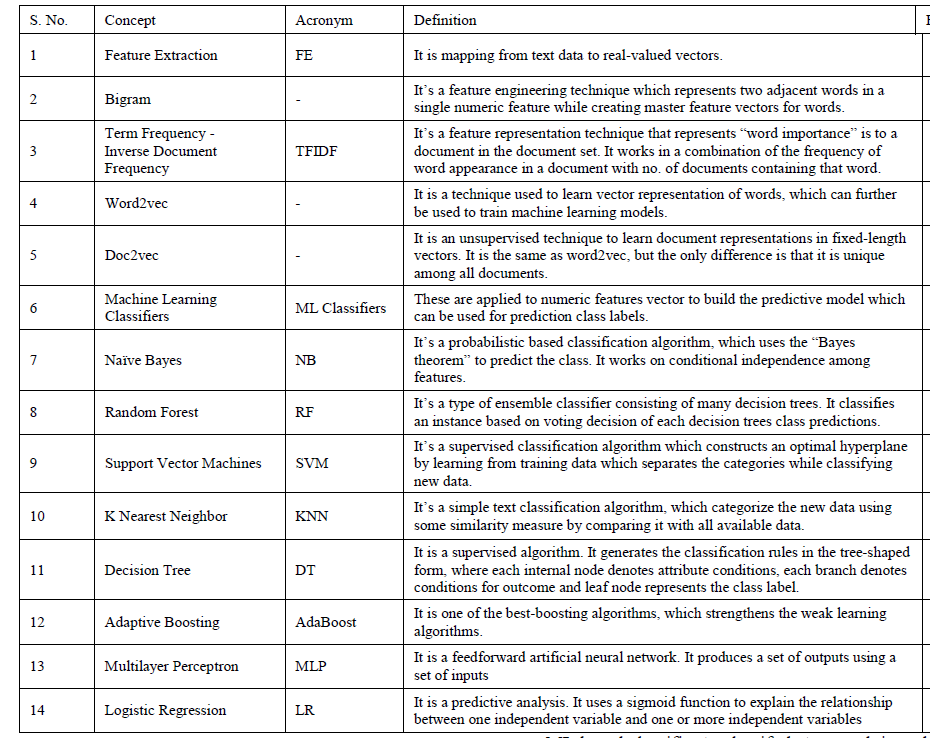 S. No. Concept Acronym Definition
1 Feature Extraction FE It is mapping from text data to real-valued vectors.
2 Bigram - It’s a feature engineering technique which represents two adjacent words in a
single numeric feature while creating master feature vectors for words.
3 Term Frequency -
Inverse Document
Frequency
TFIDF
It’s a feature representation technique that represents “word importance” is to a
document in the document set. It works in a combination of the frequency of
word appearance in a document with no. of documents containing that word.
4 Word2vec - It is a technique used to learn vector representation of words, which can further
be used to train machine learning models.
5 Doc2vec - It is an unsupervised technique to learn document representations in fixed-length
vectors. It is the same as word2vec, but the only difference is that it is unique
among all documents.
6 Machine Learning
Classifiers
ML Classifiers
These are applied to numeric features vector to build the predictive model which
can be used for prediction class labels.
7 Naïve Bayes NB It’s a probabilistic based classification algorithm, which uses the “Bayes
theorem” to predict the class. It works on conditional independence among
features.
8 Random Forest RF It’s a type of ensemble classifier consisting of many decision trees. It classifies
an instance based on voting decision of each decision trees class predictions.
9 Support Vector Machines SVM It’s a supervised classification algorithm which constructs an optimal hyperplane
by learning from training data which separates the categories while classifying
new data.
10 K Nearest Neighbor KNN It’s a simple text classification algorithm, which categorize the new data using
some similarity measure by comparing it with all available data.
11 Decision Tree DT It is a supervised algorithm. It generates the classification rules in the tree-shaped
form, where each internal node denotes attribute conditions, each branch denotes
conditions for outcome and leaf node represents the class label.
12 Adaptive Boosting AdaBoost It is one of the best-boosting algorithms, which strengthens the weak learning
algorithms.
13 Multilayer Perceptron MLP It is a feedforward artificial neural network. It produces a set of outputs using a
set of inputs
14 Logistic Regression LR It is a predictive analysis. It uses a sigmoid function to explain the relationship
between one independent variable and one or more independent variables